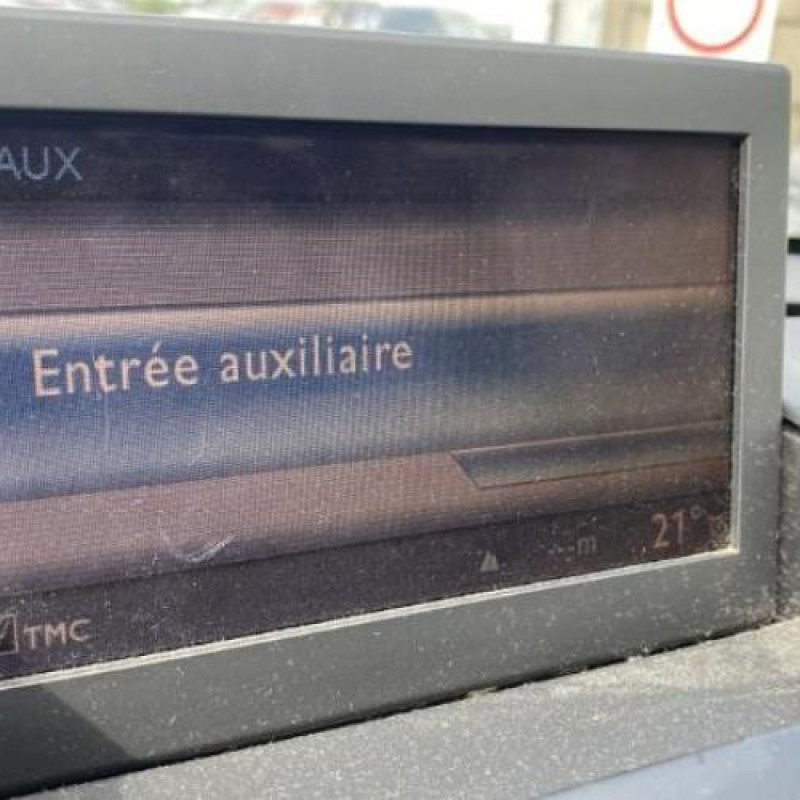 AUX
Entrée auxiliaire
--m 21°
TMC